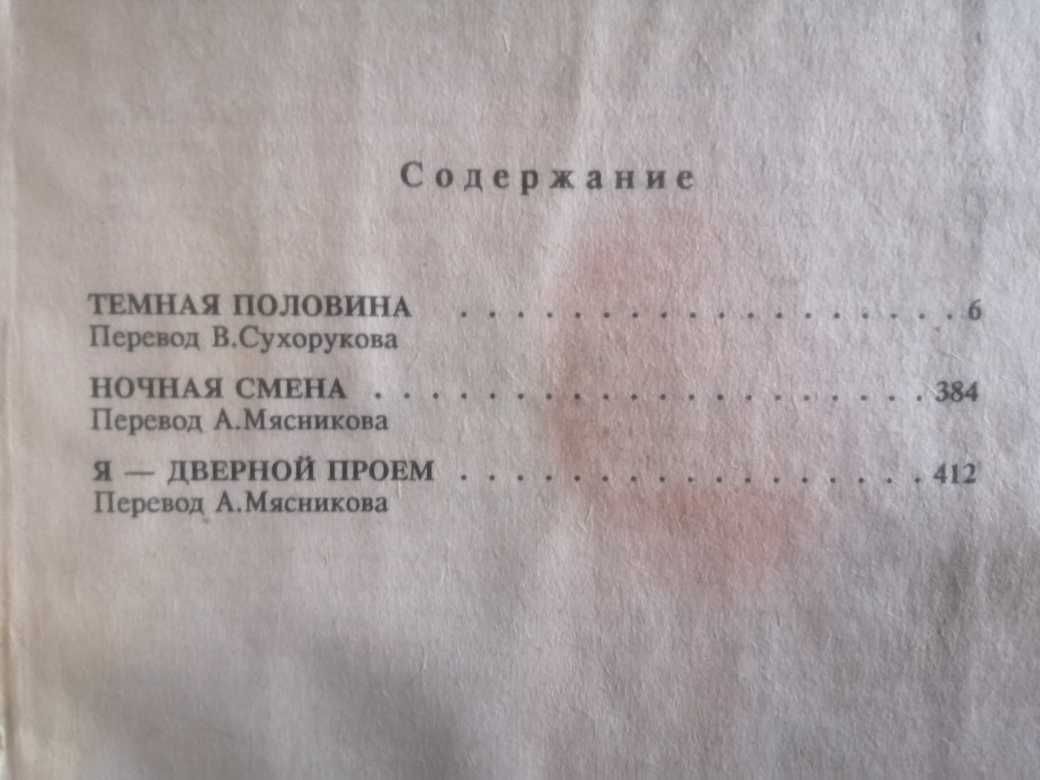 Содержание
ТЕМНАЯ ПОЛОВИНА . . . . . . . . . . . . . . . . . . 6
Перевод В.Сухорукова
НОЧНАЯ СМЕНА . . . . . . . . . . . . . . . . . . . . 384
Перевод А.Мясникова
Я — ДВЕРНОЙ ПРОЕМ . . . . . . . . . . . . . . . . . 412
Перевод А.Мясникова